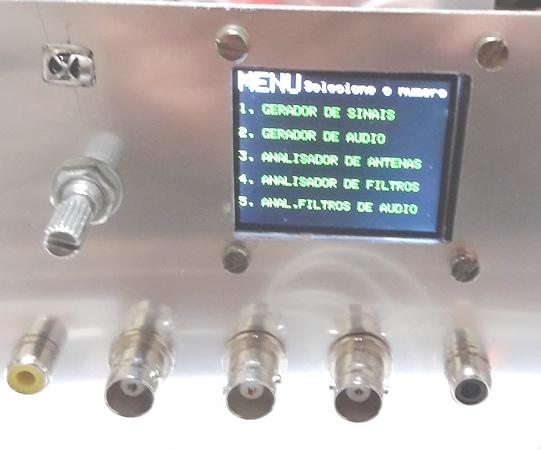 MENU Selecione o numero
1. GERADOR DE SINAIS
2. GERADOR DE AUDIO
3. ANALISADOR DE ANTENAS
4. ANALISADOR DE FILTROS
5. ANAL.FILTROS DE AUDIO